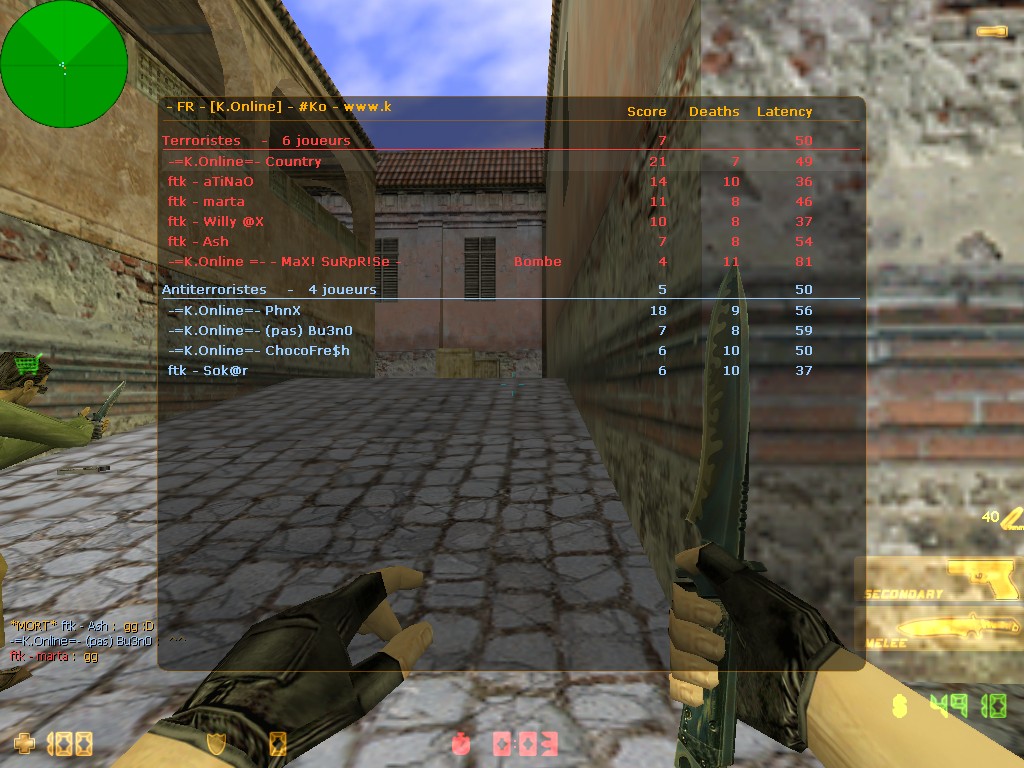 - FR - [K.Online] - #Ko - www.k
Score Deaths Latency
Terroristes - 6 joueurs 7 50
-=K.Online=- Country 21 7 49
ftk - aTiNaO 14 10 36
ftk - marta 11 8 46
ftk - Willy @X 10 8 37
ftk - Ash 7 8 54
-=K.Online =- - MaX! SuRpR!Se - Bombe 4 11 81
Antiterroristes - 4 joueurs 5 50
-=K.Online=- PhnX 18 9 56
-=K.Online=- (pas) Bu3n0 7 8 59
-=K.Online=- ChocoFre$h 6 10 50
ftk - Sok@r 6 10 37
40
SECONDARY
MELEE
*MORT* ftk - Ash : gg :D
-=K.Online=- (pas) Bu3n0 : ^^.
ftk - marta : gg
$ 4910
100 0 0:03